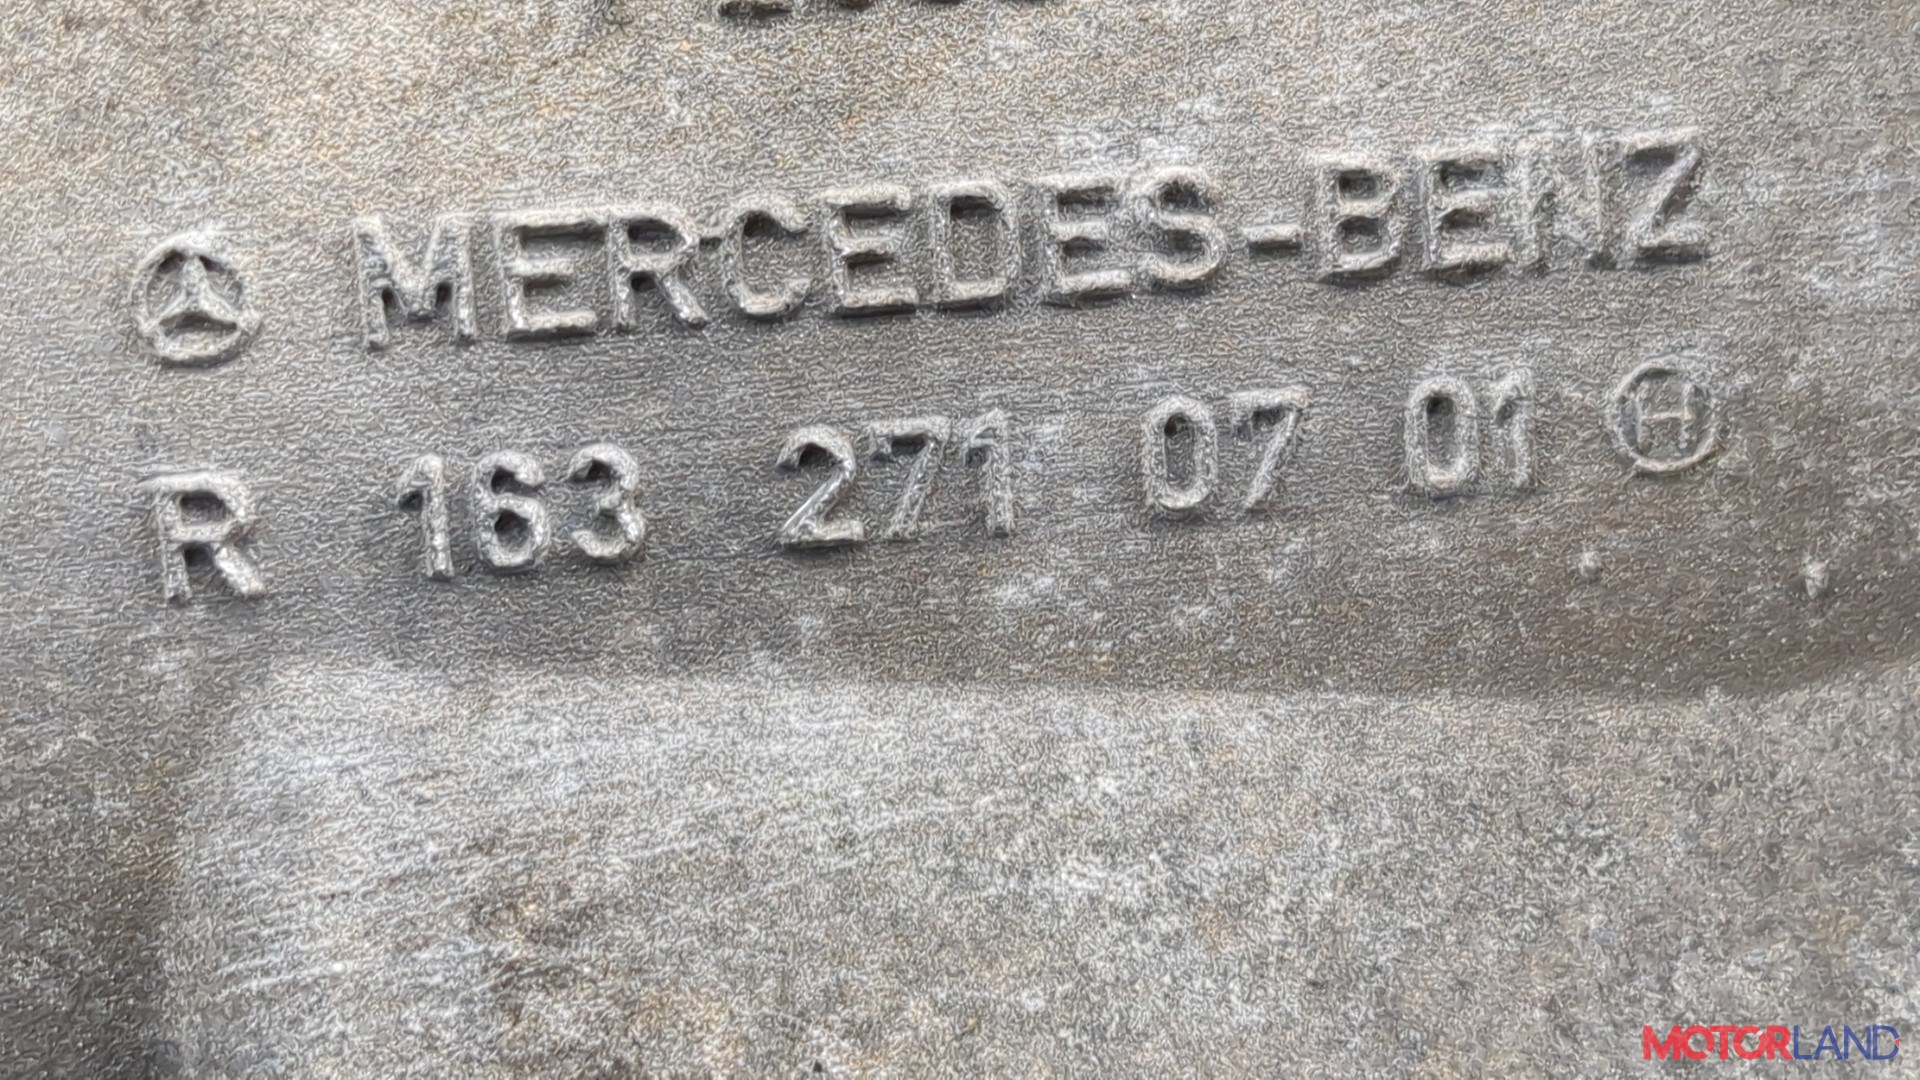 MERCEDES-BENZ
R 163 271 07 01 H
MOTORLAND